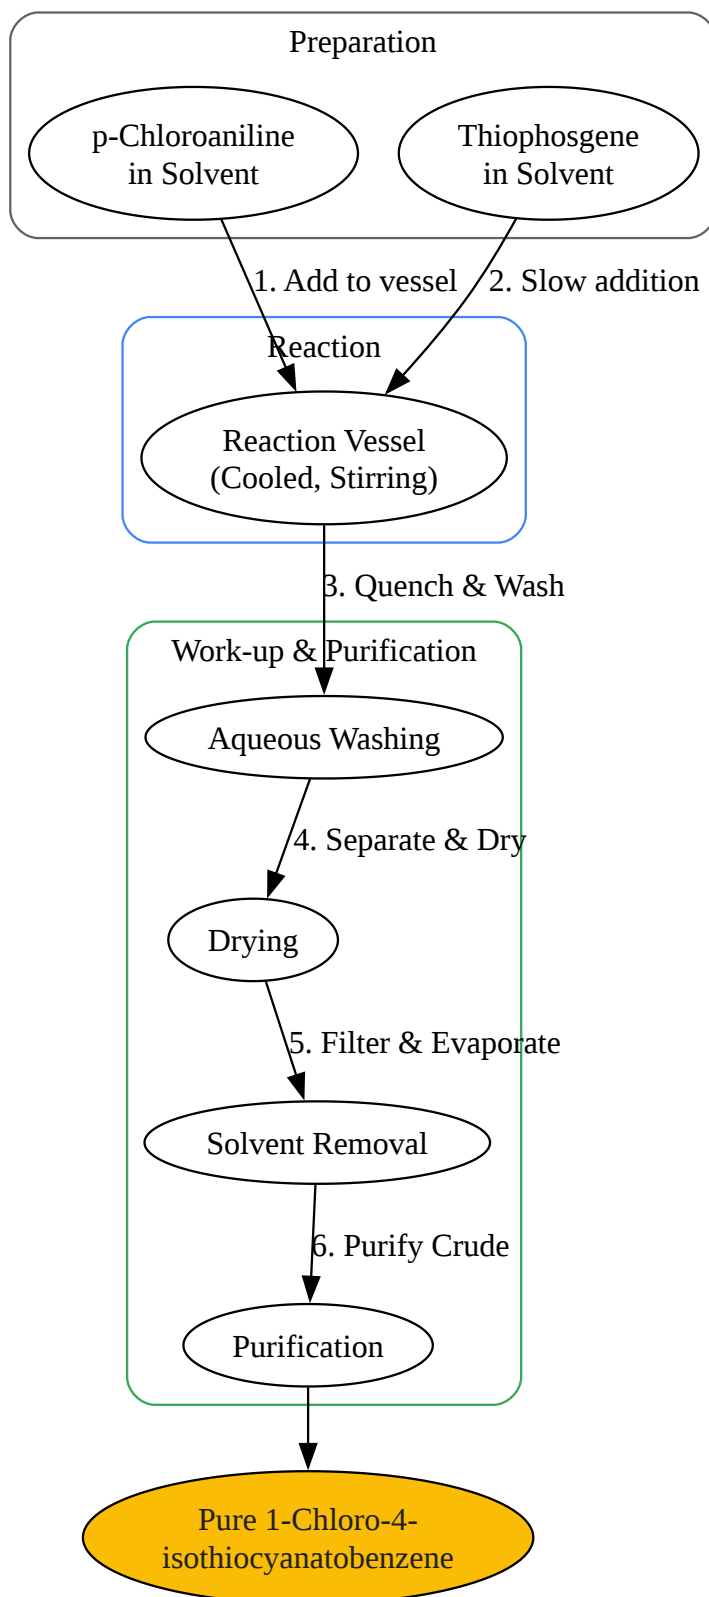 Preparation
p-Chloroaniline
in Solvent
Thiophosgene
in Solvent
1. Add to vessel
2. Slow addition
Reaction
Reaction Vessel
(Cooled, Stirring)
3. Quench & Wash
Work-up & Purification
Aqueous Washing
4. Separate & Dry
Drying
5. Filter & Evaporate
Solvent Removal
6. Purify Crude
Purification
Pure 1-Chloro-4-
isothiocyanatobenzene